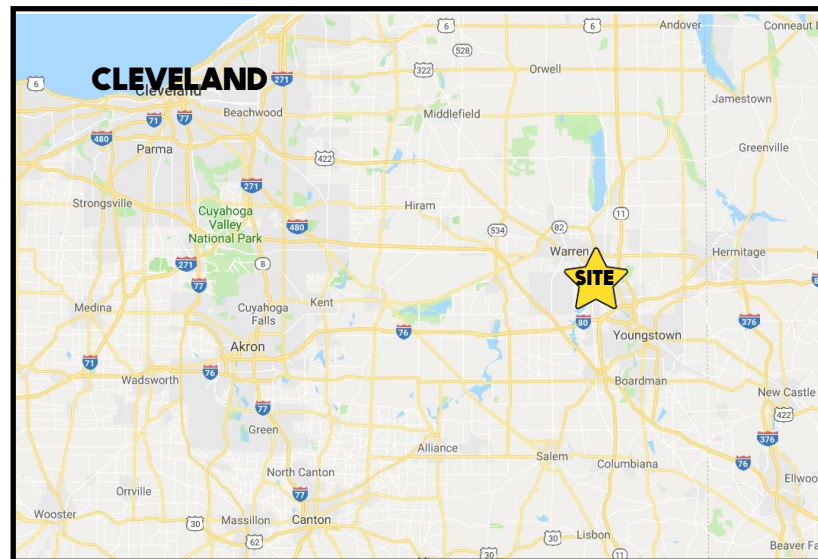 6
6
Andover
Conneaut L
528
322
Orwell
6
CLEVELAND
Cleveland
271
Jamestown
71
77
Beachwood
Middlefield
480
Parma
422
Greenville
271
Strongsville
Cuyahoga
Valley
National Park
Hiram
11
480
534
82
Warren
Hermitage
271
8
SITE
77
Medina
Cuyahoga
Falls
Kent
76
80
376
Youngstown
Akron
71
76
Wadsworth
Boardman
77
New Castle
422
Green
376
Alliance
Salem
Columbiana
76
North Canton
Ellwo
Orrville
77
Wooster
Massillon
Canton
30
30
Lisbon
62
30
11
Beaver Fa